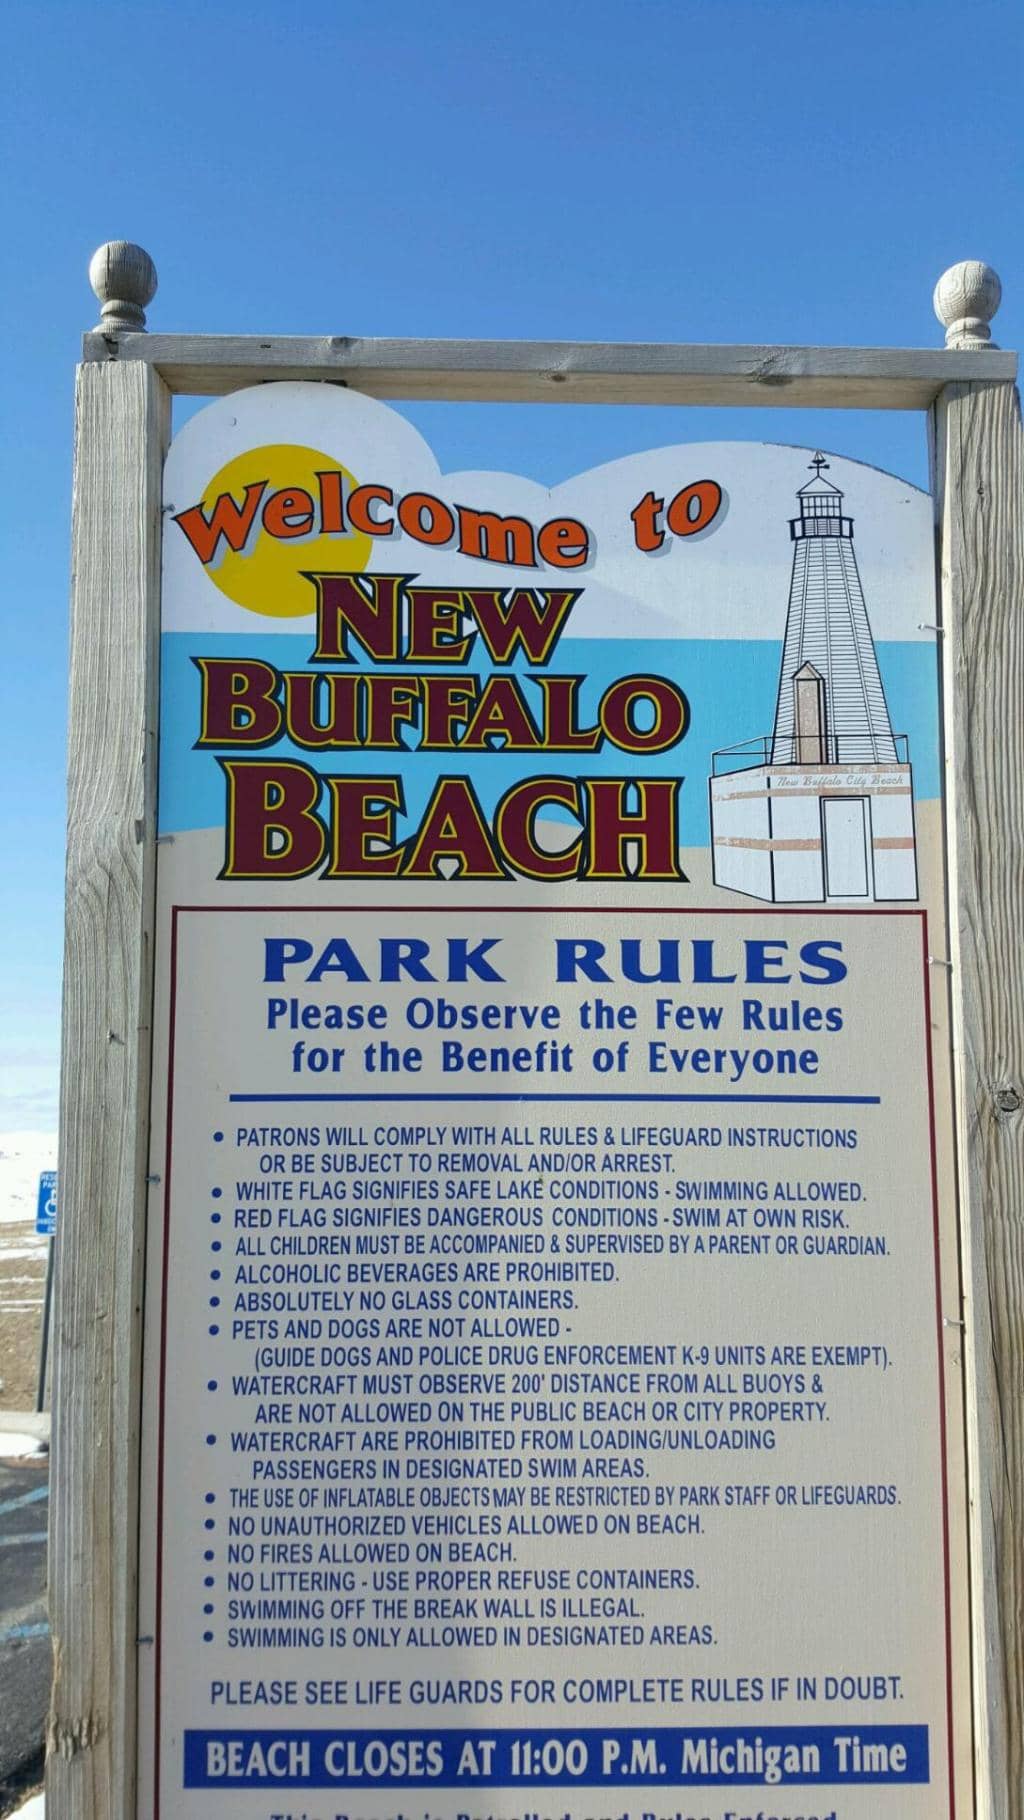 Welcome to
NEW
BUFFALO
BEACH
New Buffalo City Beach
PARK RULES
Please Observe the Few Rules
for the Benefit of Everyone
• PATRONS WILL COMPLY WITH ALL RULES & LIFEGUARD INSTRUCTIONS
OR BE SUBJECT TO REMOVAL AND/OR ARREST.
• WHITE FLAG SIGNIFIES SAFE LAKE CONDITIONS - SWIMMING ALLOWED.
• RED FLAG SIGNIFIES DANGEROUS CONDITIONS - SWIM AT OWN RISK.
• ALL CHILDREN MUST BE ACCOMPANIED & SUPERVISED BY A PARENT OR GUARDIAN.
• ALCOHOLIC BEVERAGES ARE PROHIBITED.
• ABSOLUTELY NO GLASS CONTAINERS.
• PETS AND DOGS ARE NOT ALLOWED -
(GUIDE DOGS AND POLICE DRUG ENFORCEMENT K-9 UNITS ARE EXEMPT).
• WATERCRAFT MUST OBSERVE 200' DISTANCE FROM ALL BUOYS &
ARE NOT ALLOWED ON THE PUBLIC BEACH OR CITY PROPERTY.
• WATERCRAFT ARE PROHIBITED FROM LOADING/UNLOADING
PASSENGERS IN DESIGNATED SWIM AREAS.
• THE USE OF INFLATABLE OBJECTS MAY BE RESTRICTED BY PARK STAFF OR LIFEGUARDS.
• NO UNAUTHORIZED VEHICLES ALLOWED ON BEACH.
• NO FIRES ALLOWED ON BEACH.
• NO LITTERING - USE PROPER REFUSE CONTAINERS.
• SWIMMING OFF THE BREAK WALL IS ILLEGAL.
• SWIMMING IS ONLY ALLOWED IN DESIGNATED AREAS.
PLEASE SEE LIFE GUARDS FOR COMPLETE RULES IF IN DOUBT.
BEACH CLOSES AT 11:00 P.M. Michigan Time
This Beach is Patrolled and Rules Enforced